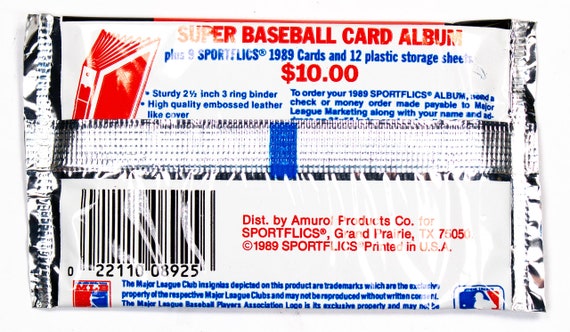 SUPER BASEBALL CARD ALBUM
plus 9 SPORTFLICS® 1989 Cards and 12 plastic storage sheets
$10.00
• Sturdy 2½ inch 3 ring binder
• High quality embossed leather
like cover
To order your 1989 SPORTFLICS® ALBUM, send a
check or money order made payable to Major
League Marketing along with your name and ad-
Dist. by Amurol Products Co. for
SPORTFLICS, Grand Prairie, TX 75050.
©1989 SPORTFLICS Printed in U.S.A.
0 22110 08925
The Major League Club insignias depicted on this product are trademarks which are the exclusive
property of the respective Major League Clubs and may not be reproduced without written consent.
The Major League Baseball Players Association Logo is its exclusive property and may not be
MLB